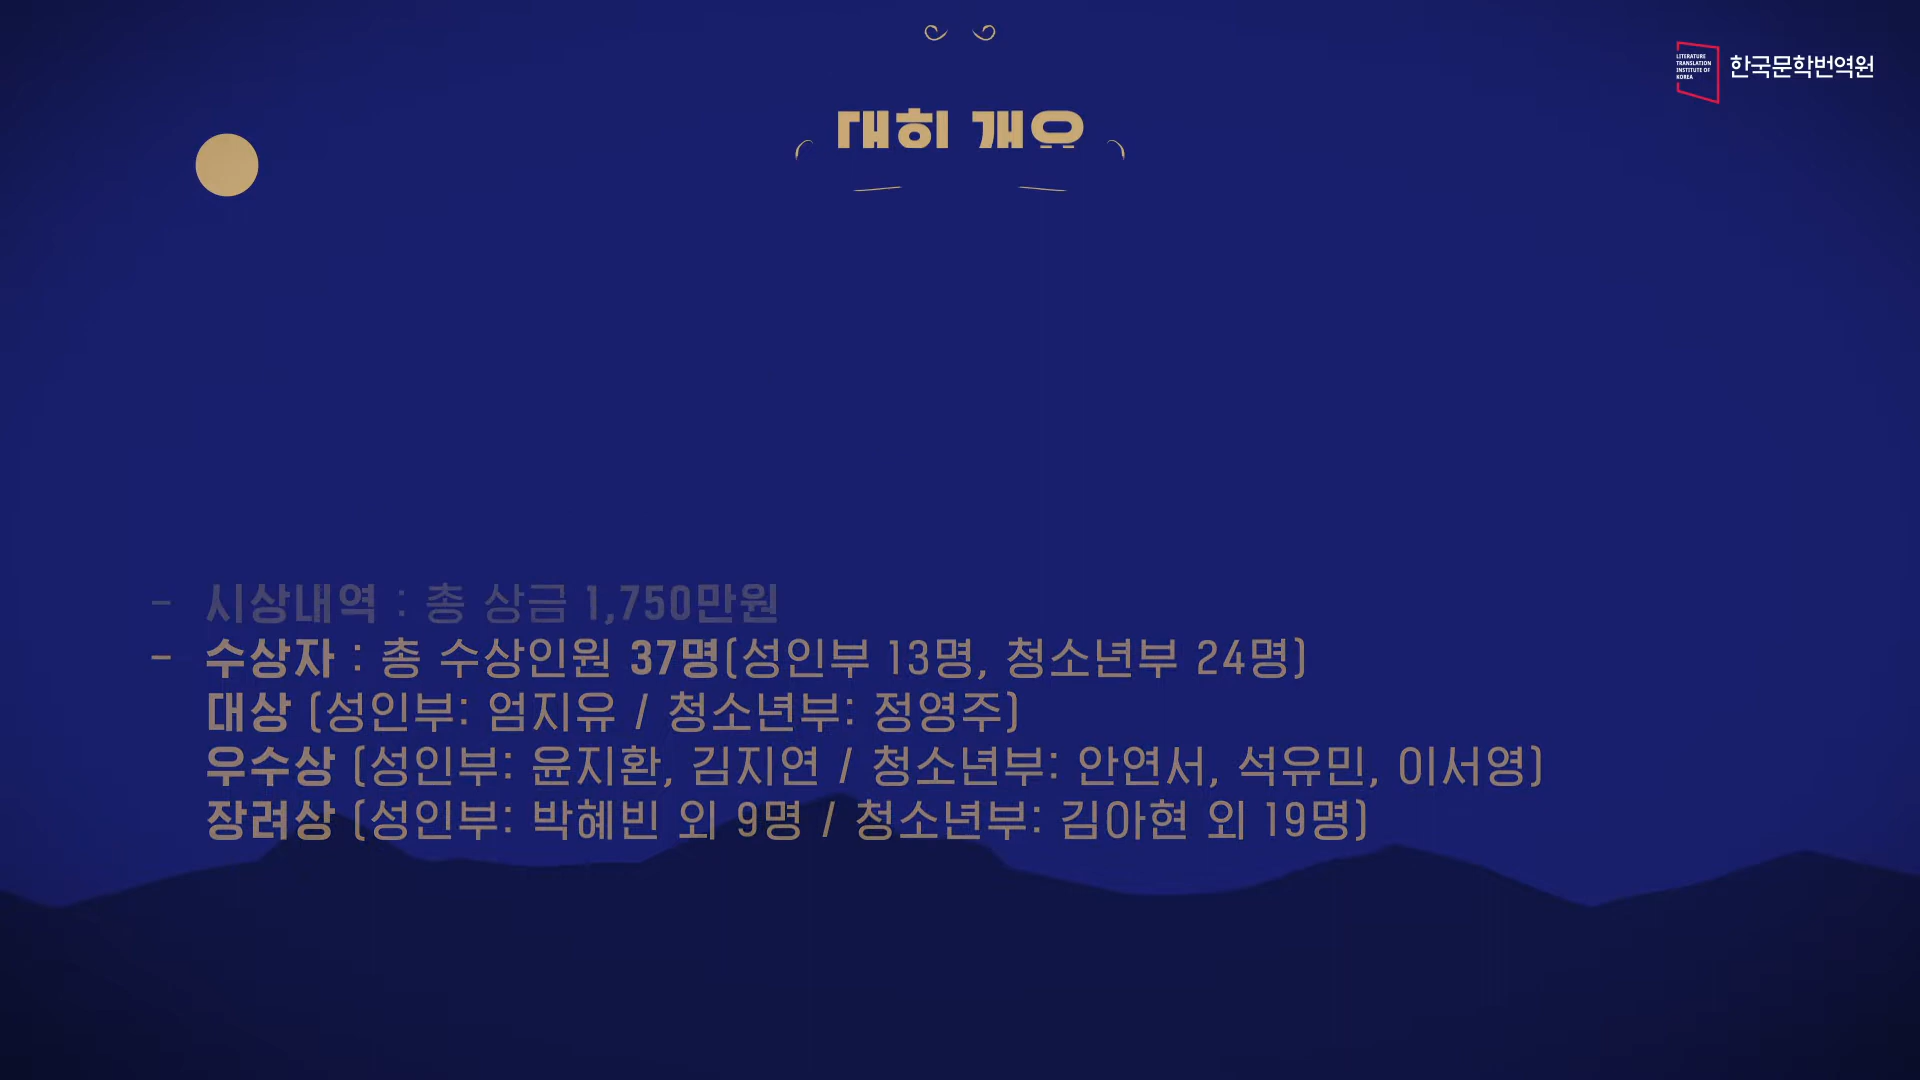 LITERATURE
TRANSLATION
INSTITUTE OF
KOREA
한국문학번역원
대회 개요
- 시상내역 : 총 상금 1,750만원
- 수상자 : 총 수상인원 37명(성인부 13명, 청소년부 24명)
대상 (성인부: 엄지유 / 청소년부: 정영주)
우수상 (성인부: 윤지환, 김지연 / 청소년부: 안연서, 석유민, 이서영)
장려상 (성인부: 박혜빈 외 9명 / 청소년부: 김아현 외 19명)